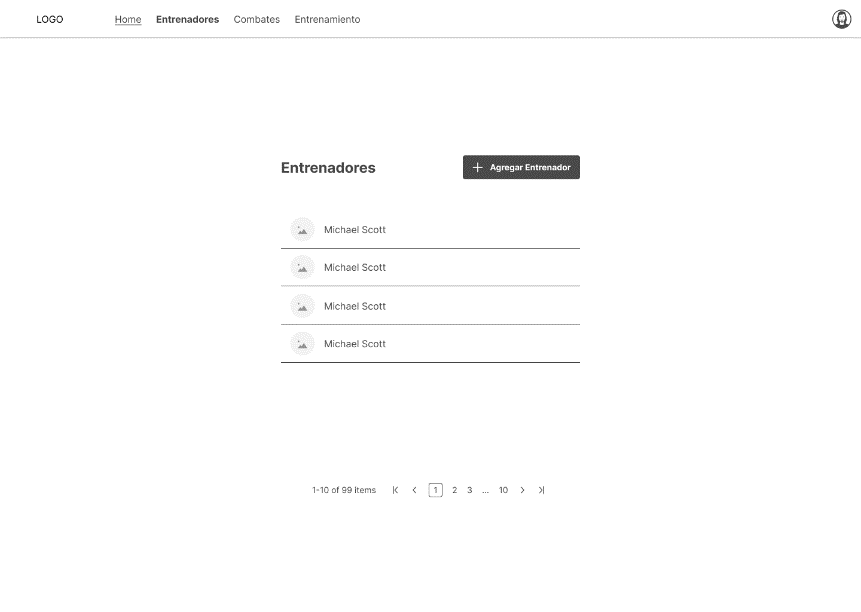 LOGO Home Entrenadores Combates Entrenamiento
Entrenadores
Agregar Entrenador
Michael Scott
Michael Scott
Michael Scott
Michael Scott
1-10 of 99 items 1 2 3 ... 10